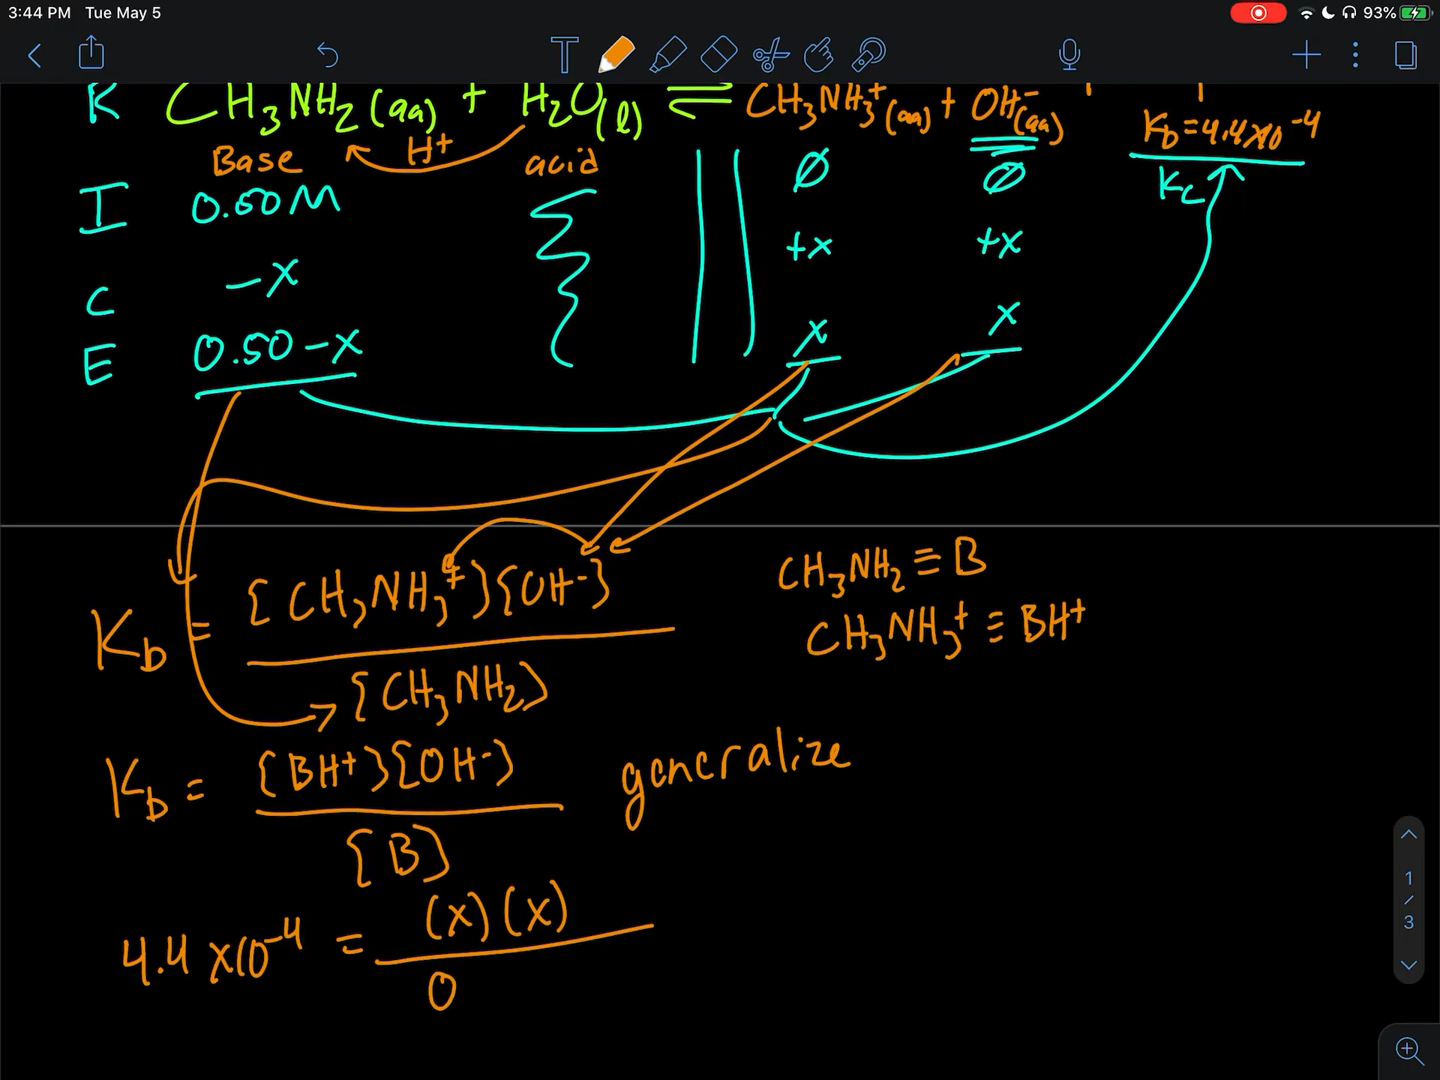 3:44 PM Tue May 5 93%
R CH₃NH₂(aq) + H₂O(l) ⇌ CH₃NH₃⁺(aq) + OH⁻(aq)
Kb = 4.4x10⁻⁴
Base H⁺ acid
Kc
I 0.50M Ø Ø
C -X +X +X
E 0.50-X X X
Kb = {CH₃NH₃⁺}{OH⁻}
{CH₃NH₂}
CH₃NH₂ ≡ B
CH₃NH₃⁺ ≡ BH⁺
Kb = {BH⁺}{OH⁻}
{B}
generalize
4.4 x10⁻⁴ = (x)(x)
0
1
/
3